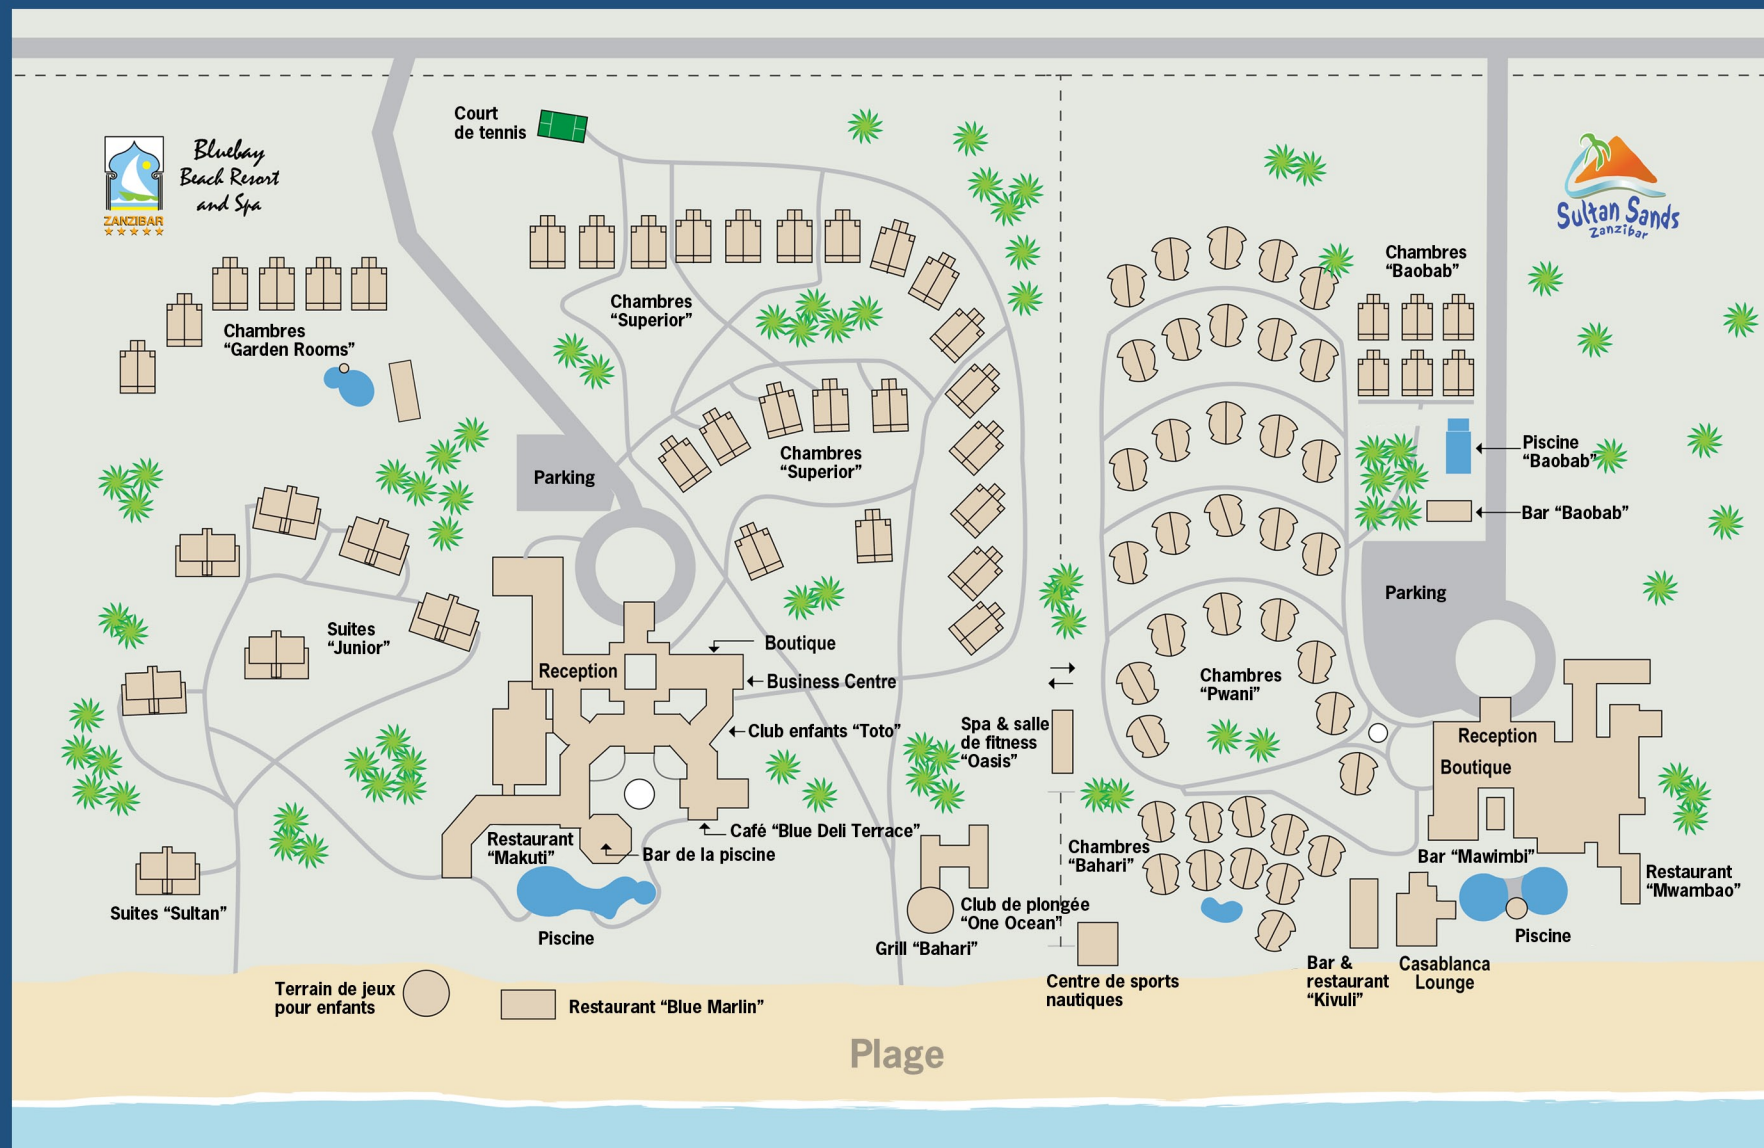 Court
de tennis
Bluebay
Beach Resort
and Spa
ZANZIBAR
Sultan Sands
Zanzibar
Chambres
“Baobab”
Chambres
“Superior”
Chambres
“Garden Rooms”
Chambres
“Superior”
Parking
Piscine
“Baobab”
Bar “Baobab”
Parking
Suites
“Junior”
Boutique
Reception
Business Centre
Chambres
“Pwani”
Club enfants “Toto”
Spa & salle
de fitness
“Oasis”
Reception
Boutique
Restaurant
“Makuti”
Café “Blue Deli Terrace”
Bar de la piscine
Chambres
“Bahari”
Bar “Mawimbi”
Restaurant
“Mwambao”
Suites “Sultan”
Club de plongée
“One Ocean”
Piscine
Grill “Bahari”
Piscine
Terrain de jeux
pour enfants
Restaurant “Blue Marlin”
Centre de sports
nautiques
Bar &
restaurant
“Kivuli”
Casablanca
Lounge
Plage